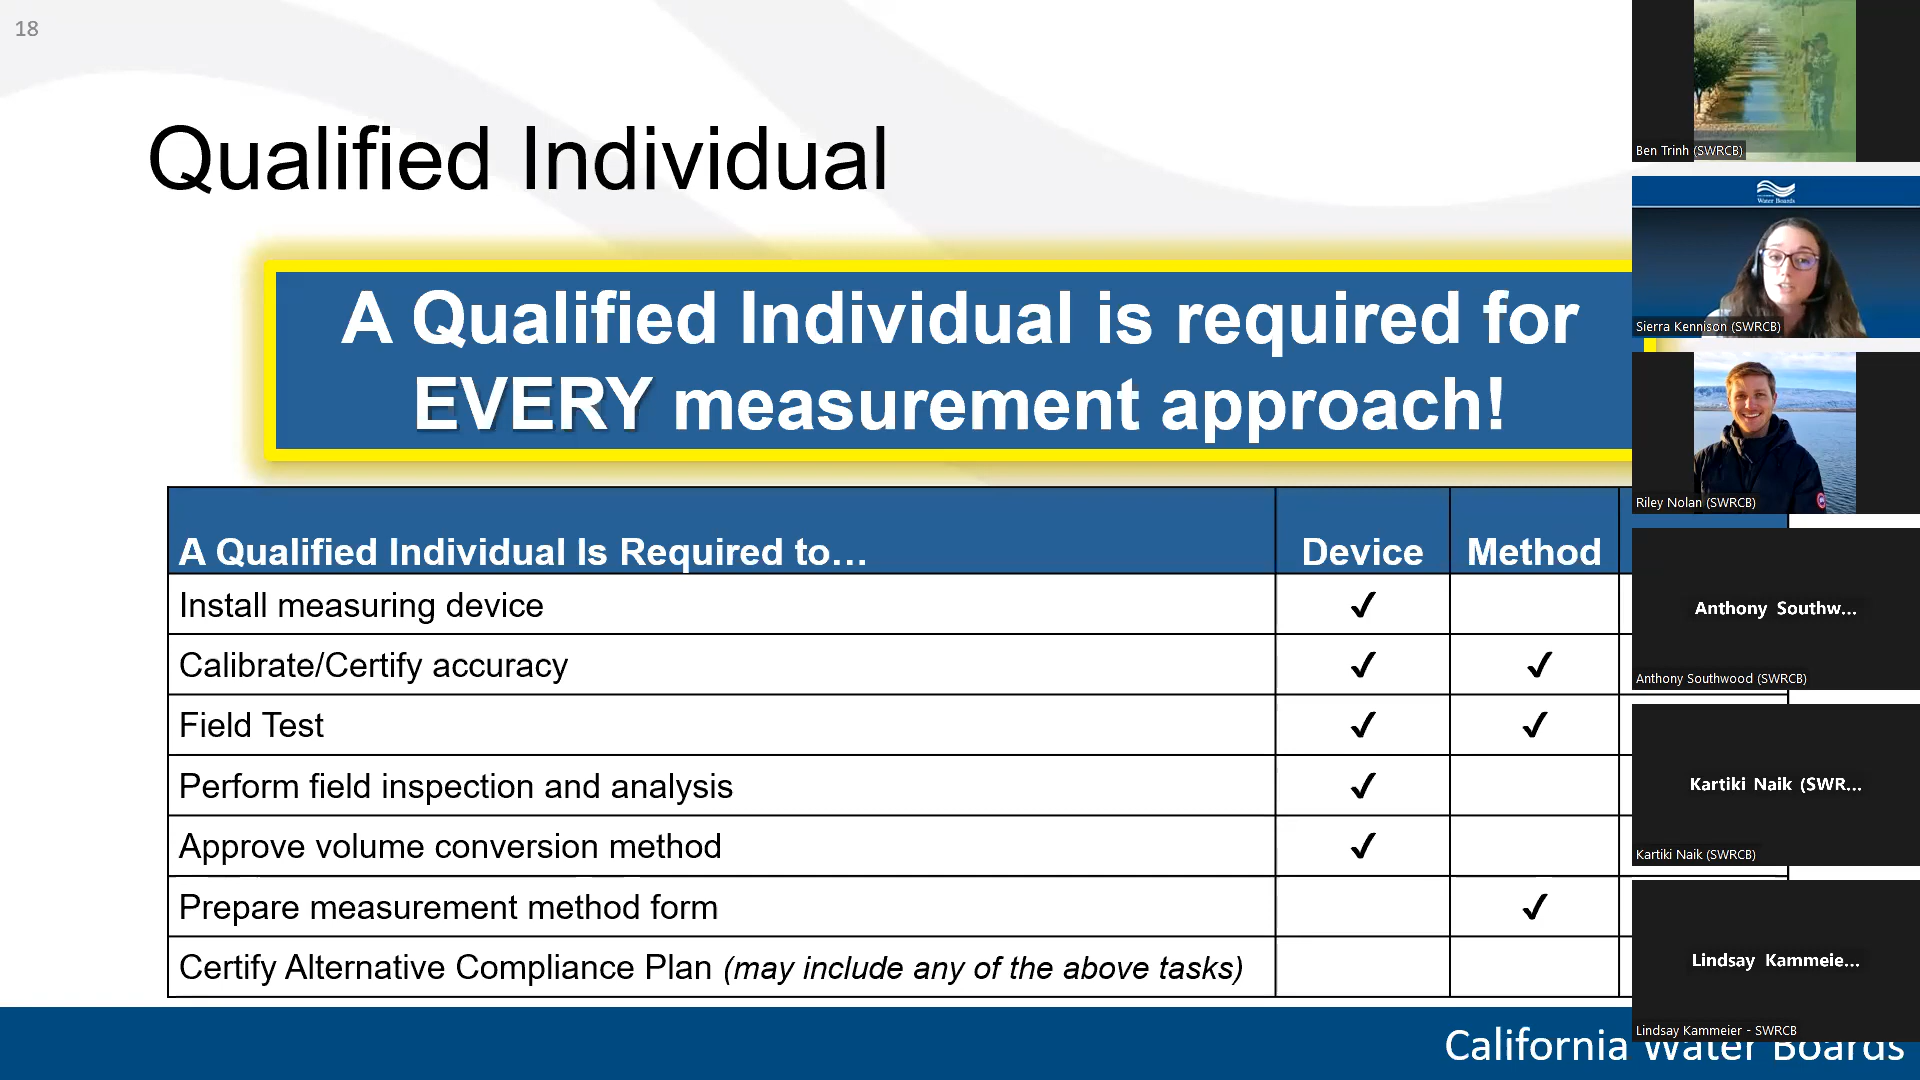 18
Qualified Individual
A Qualified Individual is required for
EVERY measurement approach!
A Qualified Individual Is Required to... Device Method
Install measuring device ✓
Calibrate/Certify accuracy ✓ ✓
Field Test ✓ ✓
Perform field inspection and analysis ✓
Approve volume conversion method ✓
Prepare measurement method form ✓
Certify Alternative Compliance Plan (may include any of the above tasks)
California Water Boards
Ben Trinh (SWRCB)
Water Boards
Sierra Kennison (SWRCB)
Riley Nolan (SWRCB)
Anthony Southw...
Anthony Southwood (SWRCB)
Kartiki Naik (SWR...
Kartiki Naik (SWRCB)
Lindsay Kammeie...
Lindsay Kammeier - SWRCB